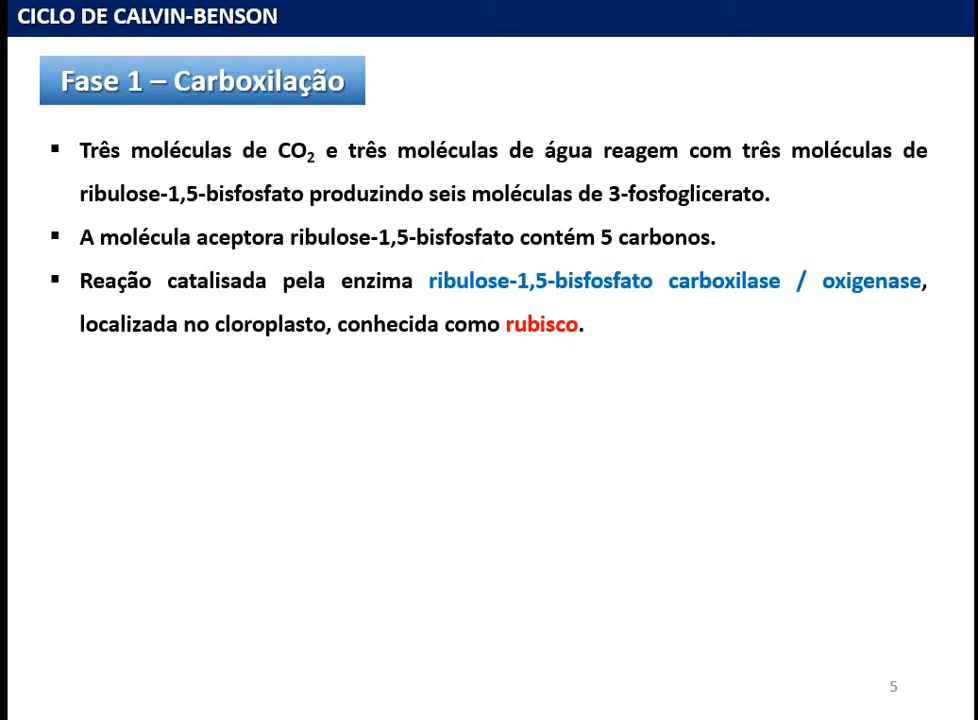 CICLO DE CALVIN-BENSON
Fase 1 – Carboxilação
▪ Três moléculas de CO₂ e três moléculas de água reagem com três moléculas de
ribulose-1,5-bisfosfato produzindo seis moléculas de 3-fosfoglicerato.
▪ A molécula aceptora ribulose-1,5-bisfosfato contém 5 carbonos.
▪ Reação catalisada pela enzima ribulose-1,5-bisfosfato carboxilase / oxigenase,
localizada no cloroplasto, conhecida como rubisco.
5